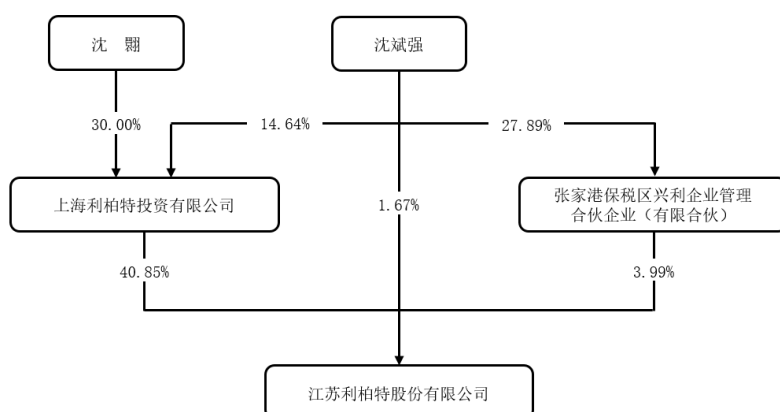 沈 翾
沈斌强
30.00%
14.64%
27.89%
上海利柏特投资有限公司
1.67%
张家港保税区兴利企业管理
合伙企业（有限合伙）
40.85%
3.99%
江苏利柏特股份有限公司